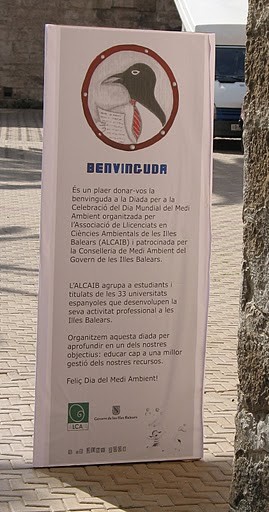 BENVINGUDA
És un plaer donar-vos la
benvinguda a la Diada per a la
Celebració del Dia Mundial del Medi
Ambient organitzada per
l'Associació de Llicenciats en
Ciències Ambientals de les Illes
Balears (ALCAIB) i patrocinada per
la Conselleria de Medi Ambient del
Govern de les Illes Balears.
L'ALCAIB agrupa a estudiants i
titulats de les 33 universitats
espanyoles que desenvolupen la
seva activitat professional a les
Illes Balears.
Organitzem aquesta diada per
aprofundir en un dels nostres
objectius: educar cap a una millor
gestió dels nostres recursos.
Feliç Dia del Medi Ambient!
Govern de les Illes Balears